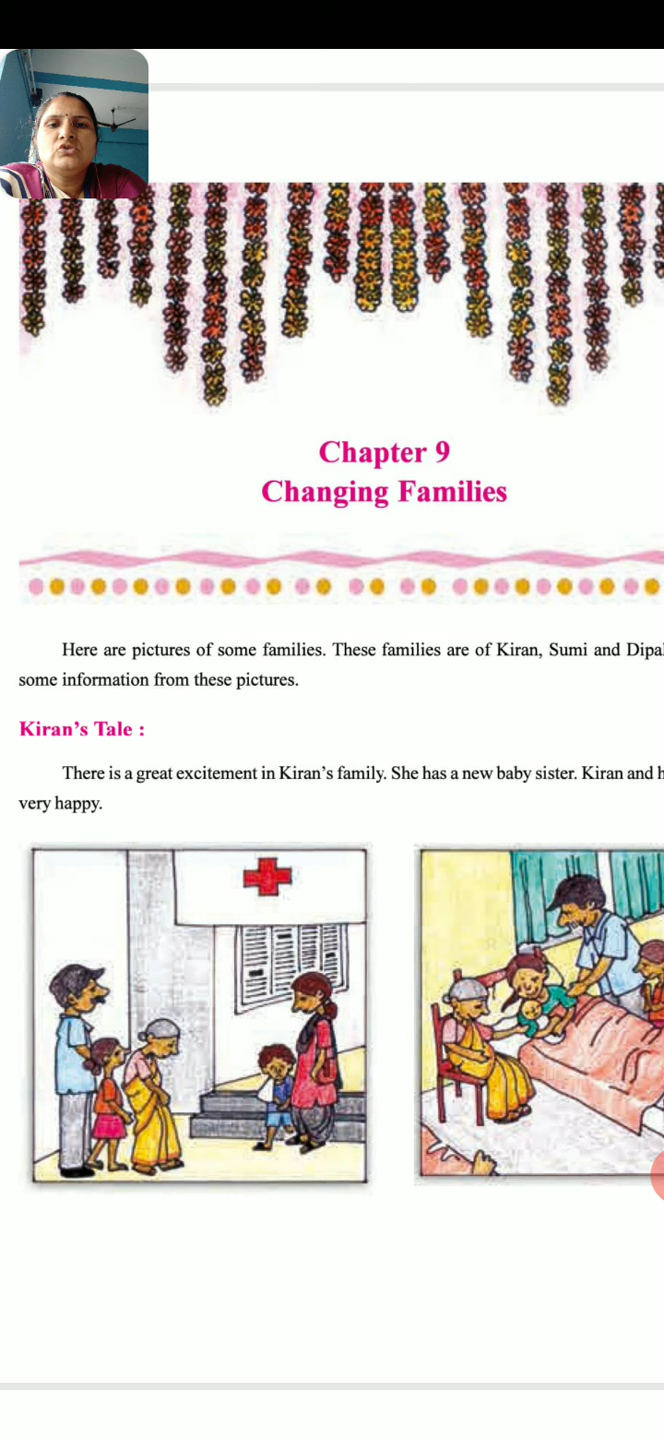 Chapter 9
Changing Families
Here are pictures of some families. These families are of Kiran, Sumi and
some information from these pictures.
Kiran's Tale :
There is a great excitement in Kiran's family. She has a new baby sister. Kiran and
very happy.